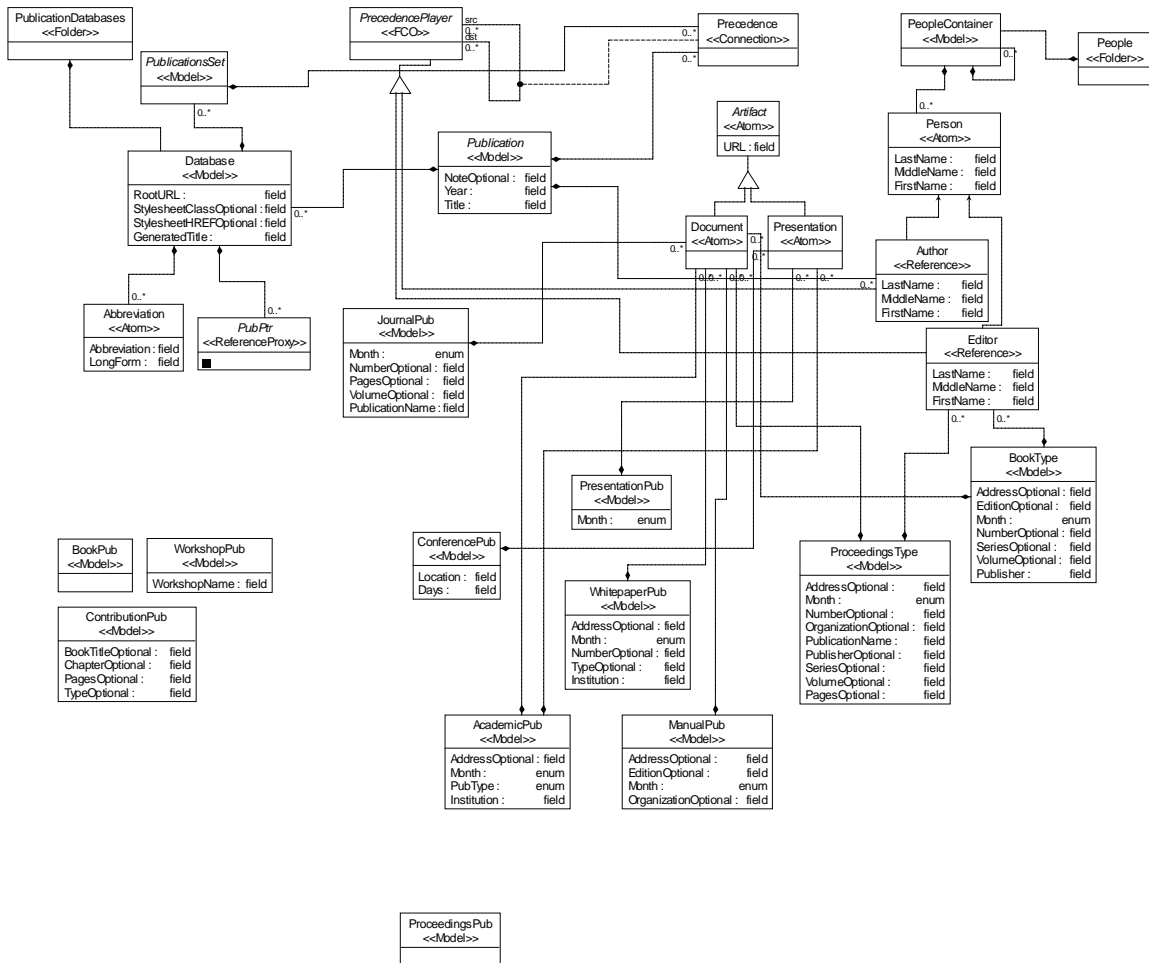 PublicationDatabases
<<Folder>>
PublicationsSet
<<Model>>
0..*
PrecedencePlayer
<<FCO>>
src
0..*
dst
0..*
Precedence
<<Connection>>
0..*
0..*
PeopleContainer
<<Model>>
0..*
People
<<Folder>>
0..*
Person
<<Atom>>
LastName : field
MiddleName : field
FirstName : field
Artifact
<<Atom>>
URL : field
Publication
<<Model>>
NoteOptional : field
Year : field
Title : field
Database
<<Model>>
RootURL : field
StylesheetClassOptional : field
StylesheetHREFOptional : field
GeneratedTitle : field
0..*
Document
<<Atom>>
0..*
0..*
0..*
0..*
0..*
Presentation
<<Atom>>
0..*
0..*
0..*
Author
<<Reference>>
LastName : field
MiddleName : field
FirstName : field
0..*
0..*
0..*
Abbreviation
<<Atom>>
Abbreviation : field
LongForm : field
0..*
PubPtr
<<ReferenceProxy>>
JournalPub
<<Model>>
Month : enum
NumberOptional : field
PagesOptional : field
VolumeOptional : field
PublicationName : field
Editor
<<Reference>>
LastName : field
MiddleName : field
FirstName : field
0..*
0..*
BookType
<<Model>>
AddressOptional : field
EditionOptional : field
Month : enum
NumberOptional : field
SeriesOptional : field
VolumeOptional : field
Publisher : field
PresentationPub
<<Model>>
Month : enum
BookPub
<<Model>>
WorkshopPub
<<Model>>
WorkshopName : field
ConferencePub
<<Model>>
Location : field
Days : field
ProceedingsType
<<Model>>
AddressOptional : field
Month : enum
NumberOptional : field
OrganizationOptional : field
PublicationName : field
PublisherOptional : field
SeriesOptional : field
VolumeOptional : field
PagesOptional : field
WhitepaperPub
<<Model>>
AddressOptional : field
Month : enum
NumberOptional : field
TypeOptional : field
Institution : field
ContributionPub
<<Model>>
BookTitleOptional : field
ChapterOptional : field
PagesOptional : field
TypeOptional : field
AcademicPub
<<Model>>
AddressOptional : field
Month : enum
PubType : enum
Institution : field
ManualPub
<<Model>>
AddressOptional : field
EditionOptional : field
Month : enum
OrganizationOptional : field
ProceedingsPub
<<Model>>